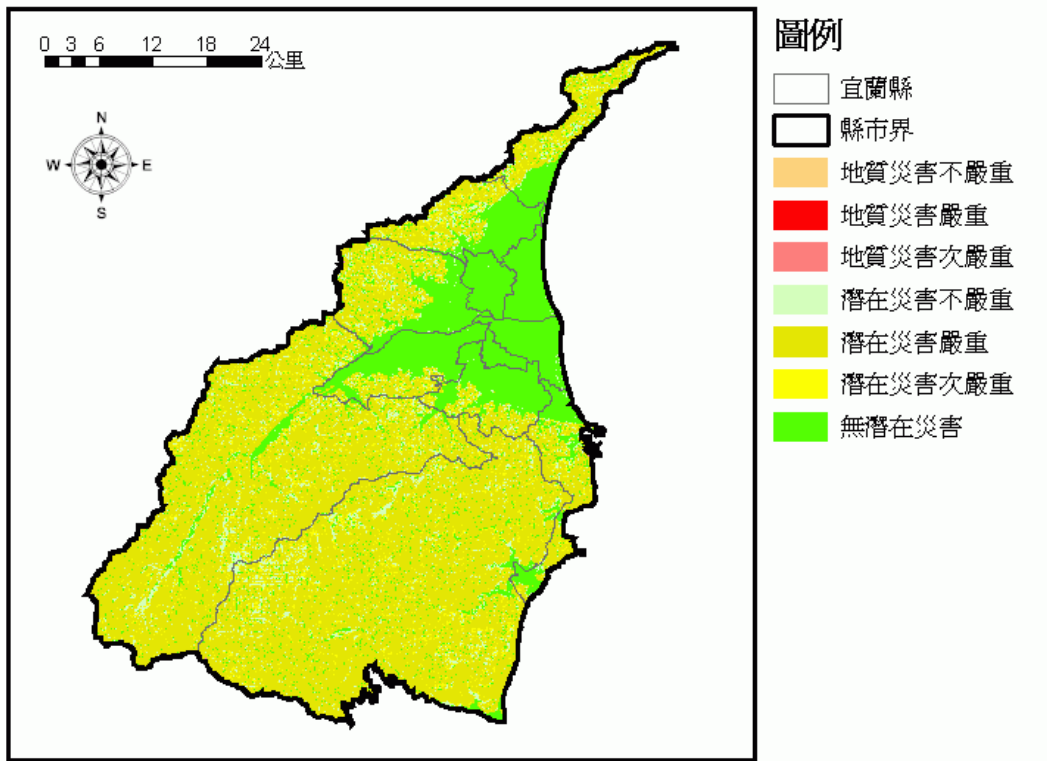 0 3 6 12 18 24
公里
N
W E
S
圖例
宜蘭縣
縣市界
地質災害不嚴重
地質災害嚴重
地質災害次嚴重
潛在災害不嚴重
潛在災害嚴重
潛在災害次嚴重
無潛在災害